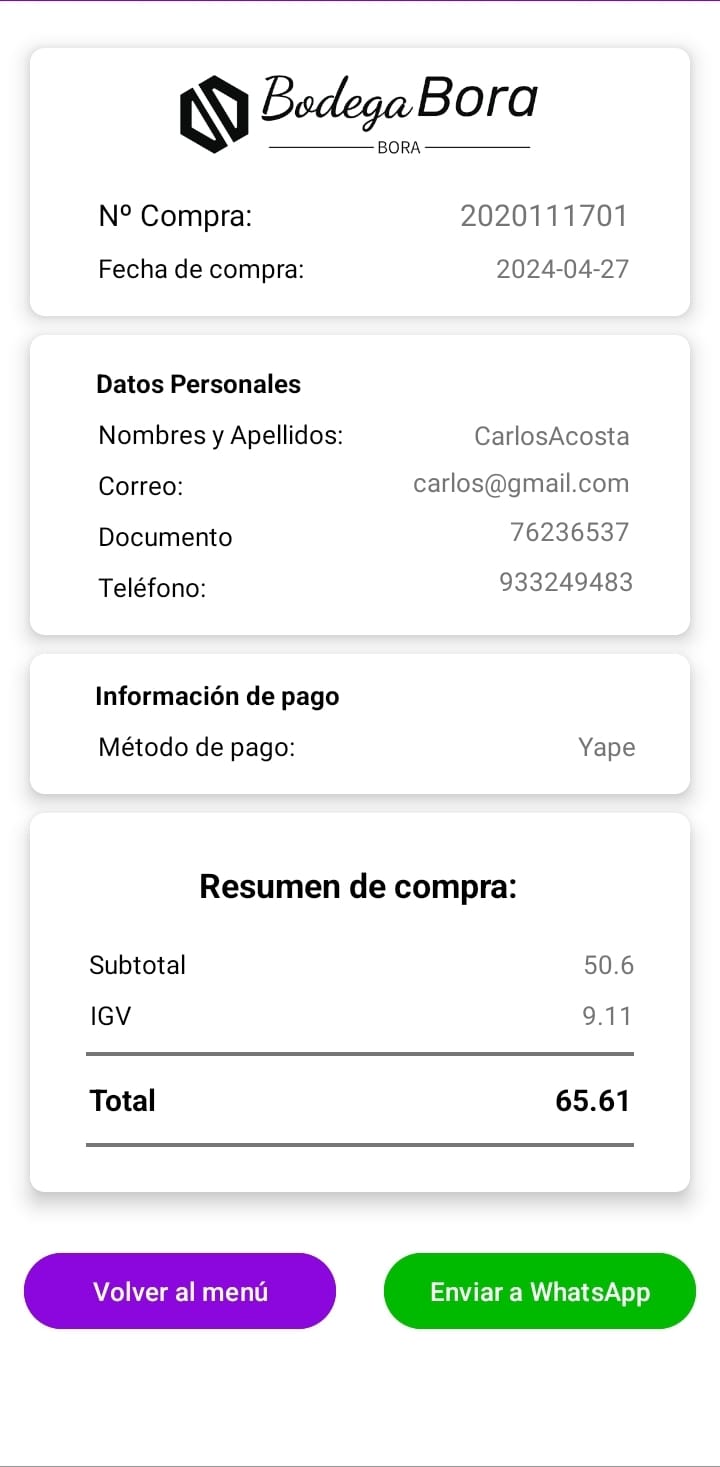 Bodega Bora
BORA
Nº Compra: 2020111701
Fecha de compra: 2024-04-27
Datos Personales
Nombres y Apellidos: CarlosAcosta
Correo: carlos@gmail.com
Documento 76236537
Teléfono: 933249483
Información de pago
Método de pago: Yape
Resumen de compra:
Subtotal 50.6
IGV 9.11
Total 65.61
Volver al menú Enviar a WhatsApp